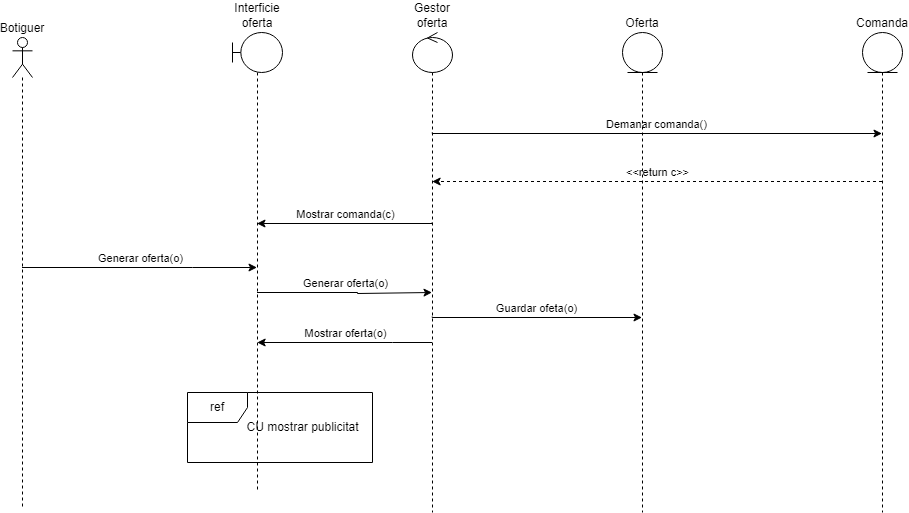 Botiguer
Interficie
oferta
Gestor
oferta
Oferta
Comanda
Demanar comanda()
<<return c>>
Mostrar comanda(c)
Generar oferta(o)
Generar oferta(o)
Guardar ofeta(o)
Mostrar oferta(o)
ref
CU mostrar publicitat